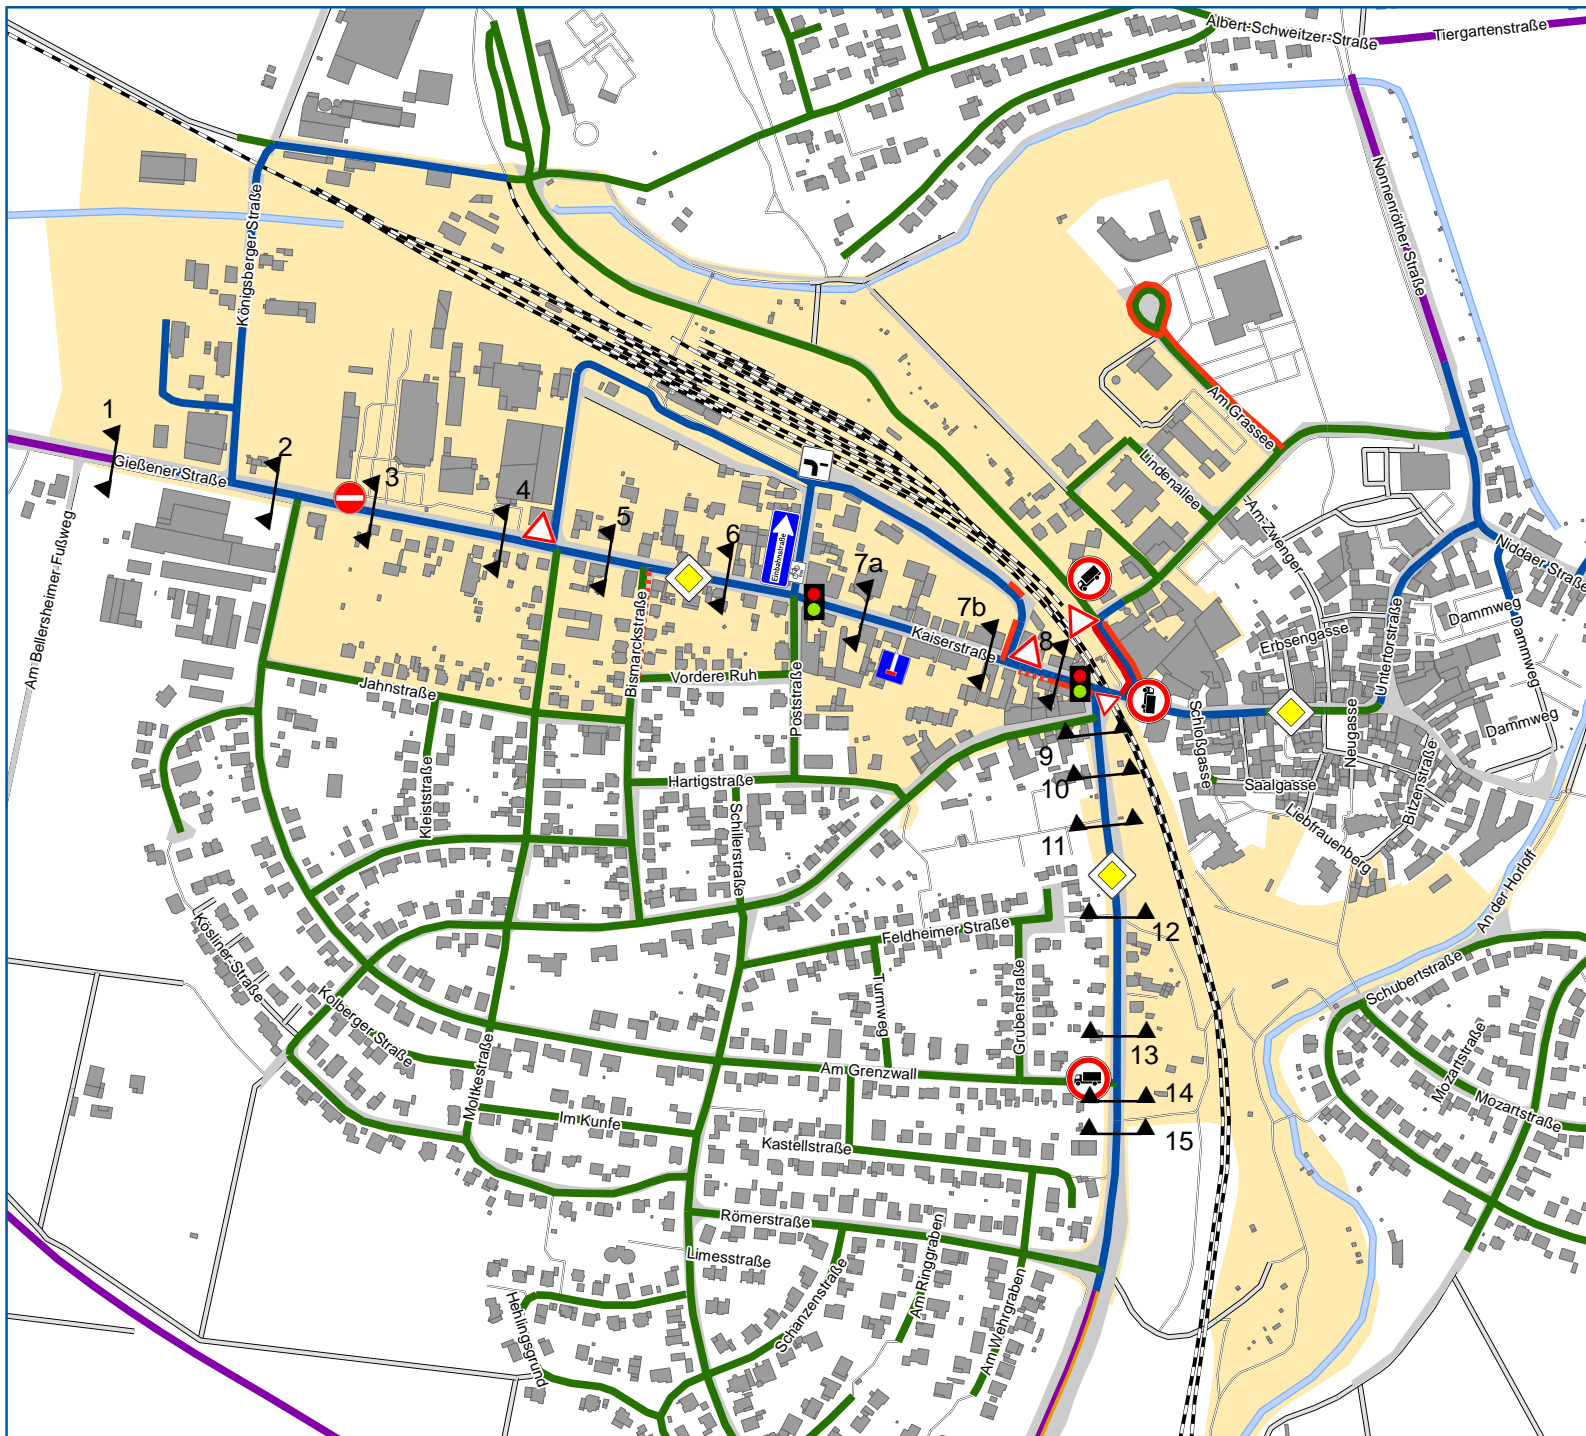 Albert-Schweitzer-Straße
Tiergartenstraße
Nonnenröther Straße
Königsberger Straße
Am Grassee
1
Gießener Straße
2
3
4
5
6
7a
7b
8
Lindenallee
Am Zwenger
Niddaer Straße
Am Bellersheimer Fußweg
Einbahnstraße
Kaiserstraße
Bismarckstraße
Vordere Ruh
Poststraße
Jahnstraße
Kleiststraße
Hartigstraße
Schillerstraße
Erbsengasse
Untertorstraße
Dammweg
Dammweg
Dammweg
Schloßgasse
Neugasse
Saalgasse
Bitzenstraße
Liebfrauenberg
An der Horloff
9
10
11
12
13
14
15
Kösliner Straße
Kolberger Straße
Moltkestraße
Feldheimer Straße
Turmweg
Grubenstraße
Am Grenzwall
Im Kunfe
Kastellstraße
Römerstraße
Limesstraße
Schanzenstraße
Am Ringgraben
Am Wehrgraben
Hehlingsgrund
Schubertstraße
Mozartstraße
Mozartstraße